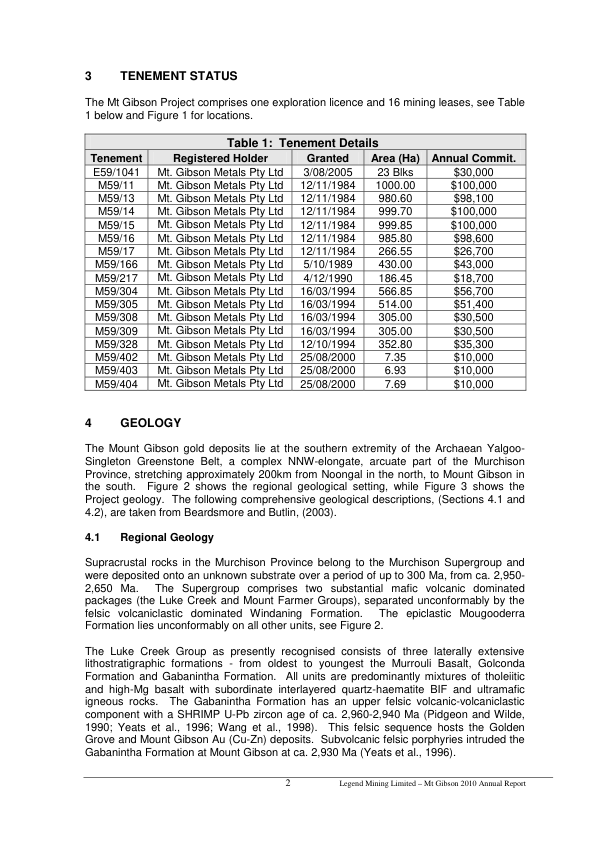 3 TENEMENT STATUS
The Mt Gibson Project comprises one exploration licence and 16 mining leases, see Table
1 below and Figure 1 for locations.
Table 1: Tenement Details
Tenement Registered Holder Granted Area (Ha) Annual Commit.
E59/1041 Mt. Gibson Metals Pty Ltd 3/08/2005 23 Blks $30,000
M59/11 Mt. Gibson Metals Pty Ltd 12/11/1984 1000.00 $100,000
M59/13 Mt. Gibson Metals Pty Ltd 12/11/1984 980.60 $98,100
M59/14 Mt. Gibson Metals Pty Ltd 12/11/1984 999.70 $100,000
M59/15 Mt. Gibson Metals Pty Ltd 12/11/1984 999.85 $100,000
M59/16 Mt. Gibson Metals Pty Ltd 12/11/1984 985.80 $98,600
M59/17 Mt. Gibson Metals Pty Ltd 12/11/1984 266.55 $26,700
M59/166 Mt. Gibson Metals Pty Ltd 5/10/1989 430.00 $43,000
M59/217 Mt. Gibson Metals Pty Ltd 4/12/1990 186.45 $18,700
M59/304 Mt. Gibson Metals Pty Ltd 16/03/1994 566.85 $56,700
M59/305 Mt. Gibson Metals Pty Ltd 16/03/1994 514.00 $51,400
M59/308 Mt. Gibson Metals Pty Ltd 16/03/1994 305.00 $30,500
M59/309 Mt. Gibson Metals Pty Ltd 16/03/1994 305.00 $30,500
M59/328 Mt. Gibson Metals Pty Ltd 12/10/1994 352.80 $35,300
M59/402 Mt. Gibson Metals Pty Ltd 25/08/2000 7.35 $10,000
M59/403 Mt. Gibson Metals Pty Ltd 25/08/2000 6.93 $10,000
M59/404 Mt. Gibson Metals Pty Ltd 25/08/2000 7.69 $10,000
4 GEOLOGY
The Mount Gibson gold deposits lie at the southern extremity of the Archaean Yalgoo-
Singleton Greenstone Belt, a complex NNW-elongate, arcuate part of the Murchison
Province, stretching approximately 200km from Noongal in the north, to Mount Gibson in
the south. Figure 2 shows the regional geological setting, while Figure 3 shows the
Project geology. The following comprehensive geological descriptions, (Sections 4.1 and
4.2), are taken from Beardsmore and Butlin, (2003).
4.1 Regional Geology
Supracrustal rocks in the Murchison Province belong to the Murchison Supergroup and
were deposited onto an unknown substrate over a period of up to 300 Ma, from ca. 2,950-
2,650 Ma. The Supergroup comprises two substantial mafic volcanic dominated
packages (the Luke Creek and Mount Farmer Groups), separated unconformably by the
felsic volcaniclastic dominated Windaning Formation. The epiclastic Mougooderra
Formation lies unconformably on all other units, see Figure 2.
The Luke Creek Group as presently recognised consists of three laterally extensive
lithostratigraphic formations - from oldest to youngest the Murrouli Basalt, Golconda
Formation and Gabanintha Formation. All units are predominantly mixtures of tholeiitic
and high-Mg basalt with subordinate interlayered quartz-haematite BIF and ultramafic
igneous rocks. The Gabanintha Formation has an upper felsic volcanic-volcaniclastic
component with a SHRIMP U-Pb zircon age of ca. 2,960-2,940 Ma (Pidgeon and Wilde,
1990; Yeats et al., 1996; Wang et al., 1998). This felsic sequence hosts the Golden
Grove and Mount Gibson Au (Cu-Zn) deposits. Subvolcanic felsic porphyries intruded the
Gabanintha Formation at Mount Gibson at ca. 2,930 Ma (Yeats et al., 1996).
2 Legend Mining Limited – Mt Gibson 2010 Annual Report